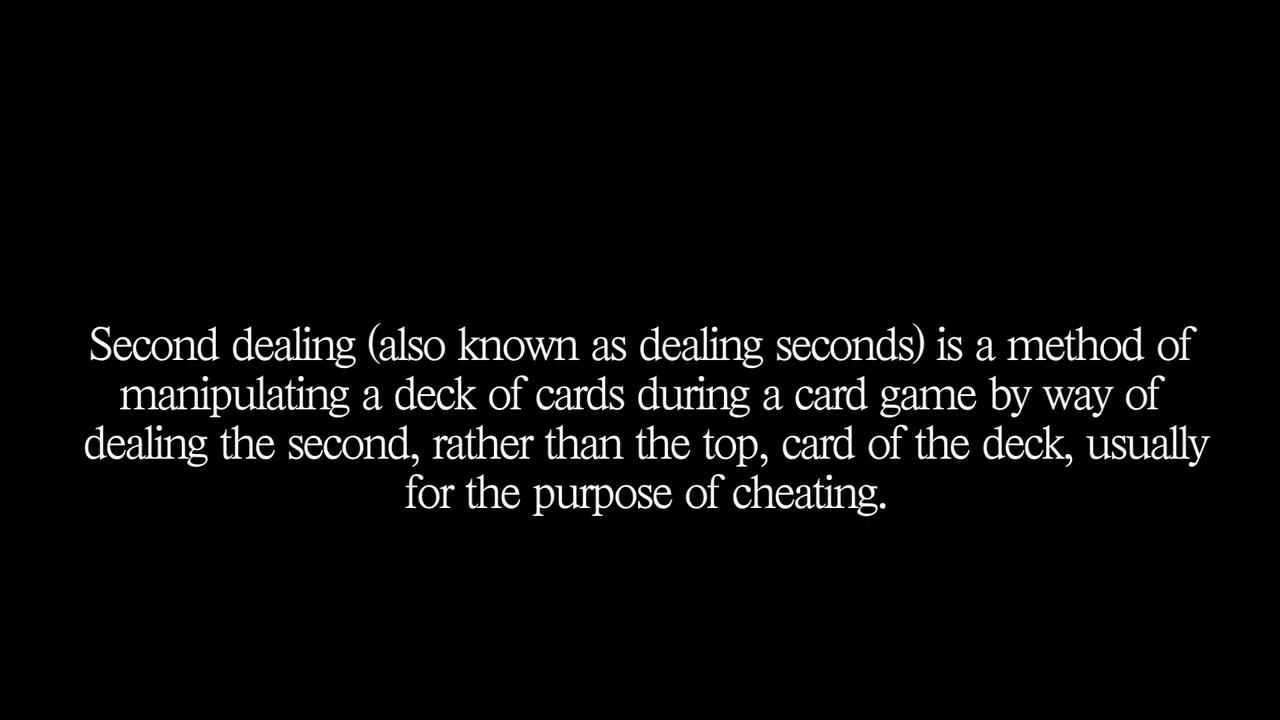 Second dealing (also known as dealing seconds) is a method of
manipulating a deck of cards during a card game by way of
dealing the second, rather than the top, card of the deck, usually
for the purpose of cheating.